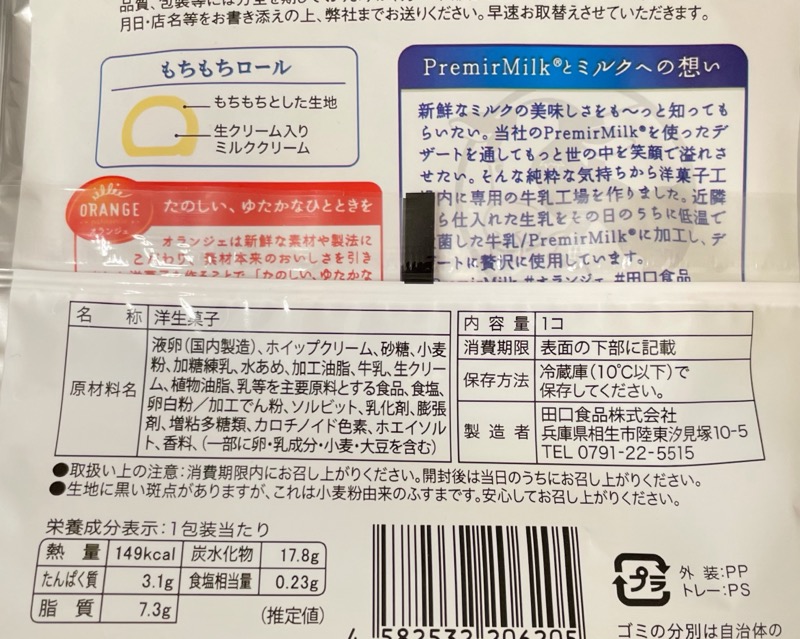 月日・店名等をお書き添えの上、弊社までお送りください。早速お取替えさせていただきます。
もちもちロール
もちもちとした生地
生クリーム入り
ミルククリーム
PremirMilk®とミルクへの想い
新鮮なミルクの美味しさをも〜っと知っても
らいたい。当社のPremirMilk®を使ったデ
ザートを通してもっと世の中を笑顔で溢れさ
せたい。そんな純粋な気持ちから洋菓子工
場内に専用の牛乳工場を作りました。近隣
から仕入れた生乳をその日のうちに低温で
殺菌した牛乳/PremirMilk®に加工し、デ
ザートに贅沢に使用しています。
#オランジェ #田口食品
ORANGE
オランジェ
たのしい、ゆたかなひとときを
オランジェは新鮮な素材や製法に
こだわり、素材本来のおいしさを引き
名 称 洋生菓子
原材料名 液卵(国内製造)、ホイップクリーム、砂糖、小麦
粉、加糖練乳、水あめ、加工油脂、牛乳、生クリー
ム、植物油脂、乳等を主要原料とする食品、食塩、
卵白粉/加工でん粉、ソルビット、乳化剤、膨張
剤、増粘多糖類、カロチノイド色素、ホエイソル
ト、香料、(一部に卵・乳成分・小麦・大豆を含む)
内容量 1コ
消費期限 表面の下部に記載
保存方法 冷蔵庫(10℃以下)で
保存してください。
製造者 田口食品株式会社
兵庫県相生市陸東汐見塚10-5
TEL 0791-22-5515
●取扱い上の注意:消費期限内にお召し上がりください。開封後は当日のうちにお召し上がりください。
●生地に黒い斑点がありますが、これは小麦粉由来のふすまです。安心してお召し上がりください。
栄養成分表示:1包装当たり
熱量 149kcal 炭水化物 17.8g
たんぱく質 3.1g 食塩相当量 0.23g
脂質 7.3g (推定値)
4 582532 206205
プラ
外 装:PP
トレー:PS
ゴミの分別は自治体の